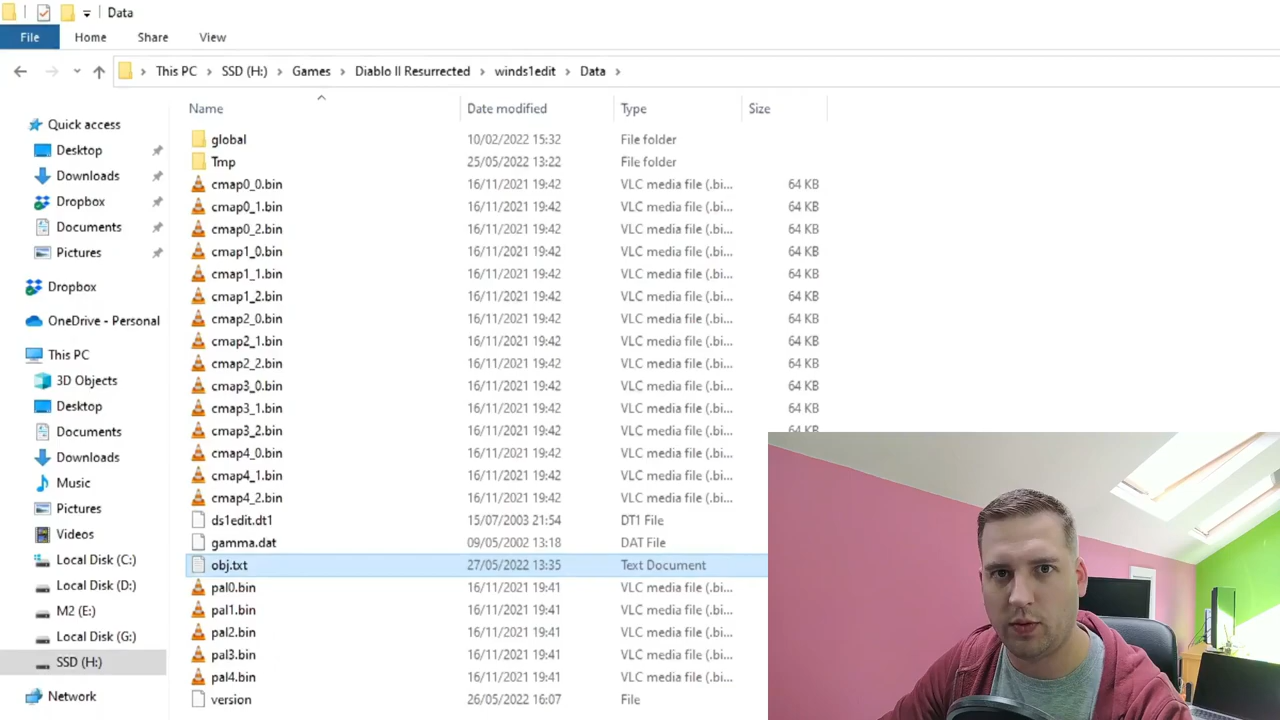 Data
File Home Share View
This PC SSD (H:) Games Diablo II Resurrected winds1edit Data
Name Date modified Type Size
Quick access
Desktop
Downloads
Dropbox
Documents
Pictures
Dropbox
OneDrive - Personal
This PC
3D Objects
Desktop
Documents
Downloads
Music
Pictures
Videos
Local Disk (C:)
Local Disk (D:)
M2 (E:)
Local Disk (G:)
SSD (H:)
Network
global 10/02/2022 15:32 File folder
Tmp 25/05/2022 13:22 File folder
cmap0_0.bin 16/11/2021 19:42 VLC media file (.bi... 64 KB
cmap0_1.bin 16/11/2021 19:42 VLC media file (.bi... 64 KB
cmap0_2.bin 16/11/2021 19:42 VLC media file (.bi... 64 KB
cmap1_0.bin 16/11/2021 19:42 VLC media file (.bi... 64 KB
cmap1_1.bin 16/11/2021 19:42 VLC media file (.bi... 64 KB
cmap1_2.bin 16/11/2021 19:42 VLC media file (.bi... 64 KB
cmap2_0.bin 16/11/2021 19:42 VLC media file (.bi... 64 KB
cmap2_1.bin 16/11/2021 19:42 VLC media file (.bi... 64 KB
cmap2_2.bin 16/11/2021 19:42 VLC media file (.bi... 64 KB
cmap3_0.bin 16/11/2021 19:42 VLC media file (.bi... 64 KB
cmap3_1.bin 16/11/2021 19:42 VLC media file (.bi... 64 KB
cmap3_2.bin 16/11/2021 19:42 VLC media file (.bi... 64 KB
cmap4_0.bin 16/11/2021 19:42 VLC media file (.bi...
cmap4_1.bin 16/11/2021 19:42 VLC media file (.bi...
cmap4_2.bin 16/11/2021 19:42 VLC media file (.bi...
ds1edit.dt1 15/07/2003 21:54 DT1 File
gamma.dat 09/05/2002 13:18 DAT File
obj.txt 27/05/2022 13:35 Text Document
pal0.bin 16/11/2021 19:41 VLC media file (.bi...
pal1.bin 16/11/2021 19:41 VLC media file (.bi...
pal2.bin 16/11/2021 19:41 VLC media file (.bi...
pal3.bin 16/11/2021 19:41 VLC media file (.bi...
pal4.bin 16/11/2021 19:41 VLC media file (.bi...
version 26/05/2022 16:07 File